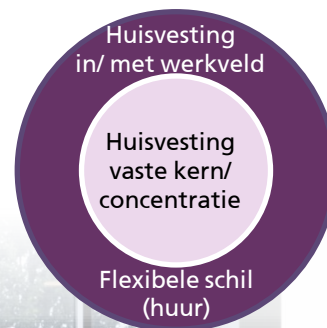 Huisvesting
in/ met werkveld
Huisvesting
vaste kern/
concentratie
Flexibele schil
(huur)